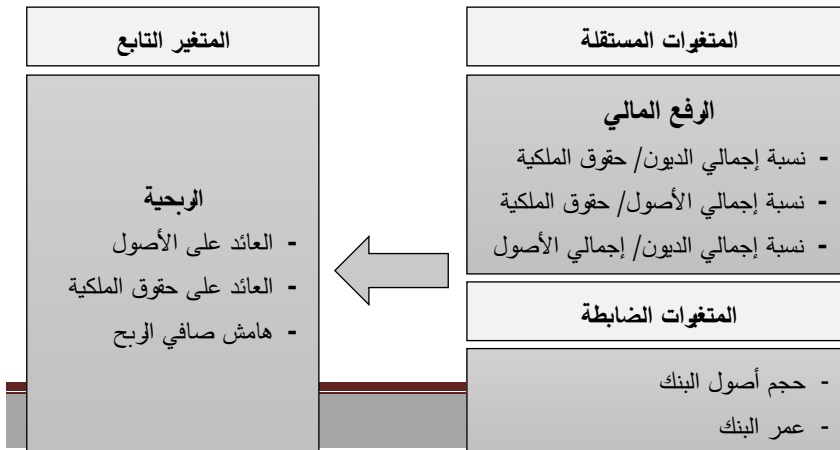 المتغيرات المستقلة
الرفع المالي
- نسبة إجمالي الديون/ حقوق الملكية
- نسبة إجمالي الأصول/ حقوق الملكية
- نسبة إجمالي الديون/ إجمالي الأصول
المتغيرات الضابطة
- حجم أصول البنك
- عمر البنك
المتغير التابع
الربحية
- العائد على الأصول
- العائد على حقوق الملكية
- هامش صافي الربح